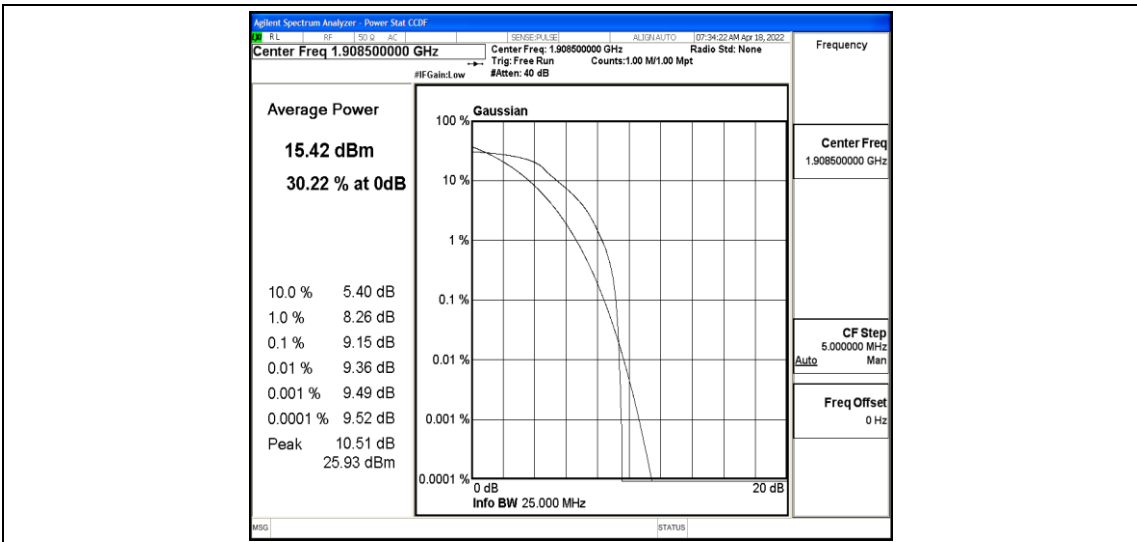 Agilent Spectrum Analyzer - Power Stat CCDF
LXI RL RF 50 Ω AC SENSE:PULSE ALIGNAUTO 07:34:22 AM Apr 18, 2022
Center Freq 1.908500000 GHz
Center Freq: 1.908500000 GHz Radio Std: None
Trig: Free Run Counts:1.00 M/1.00 Mpt
#IFGain:Low #Atten: 40 dB
Frequency
Average Power
15.42 dBm
30.22 % at 0dB
10.0 % 5.40 dB
1.0 % 8.26 dB
0.1 % 9.15 dB
0.01 % 9.36 dB
0.001 % 9.49 dB
0.0001 % 9.52 dB
Peak 10.51 dB
25.93 dBm
Gaussian
100 %
10 %
1 %
0.1 %
0.01 %
0.001 %
0.0001 %
0 dB 20 dB
Info BW 25.000 MHz
Center Freq
1.908500000 GHz
CF Step
5.000000 MHz
Auto Man
Freq Offset
0 Hz
MSG STATUS